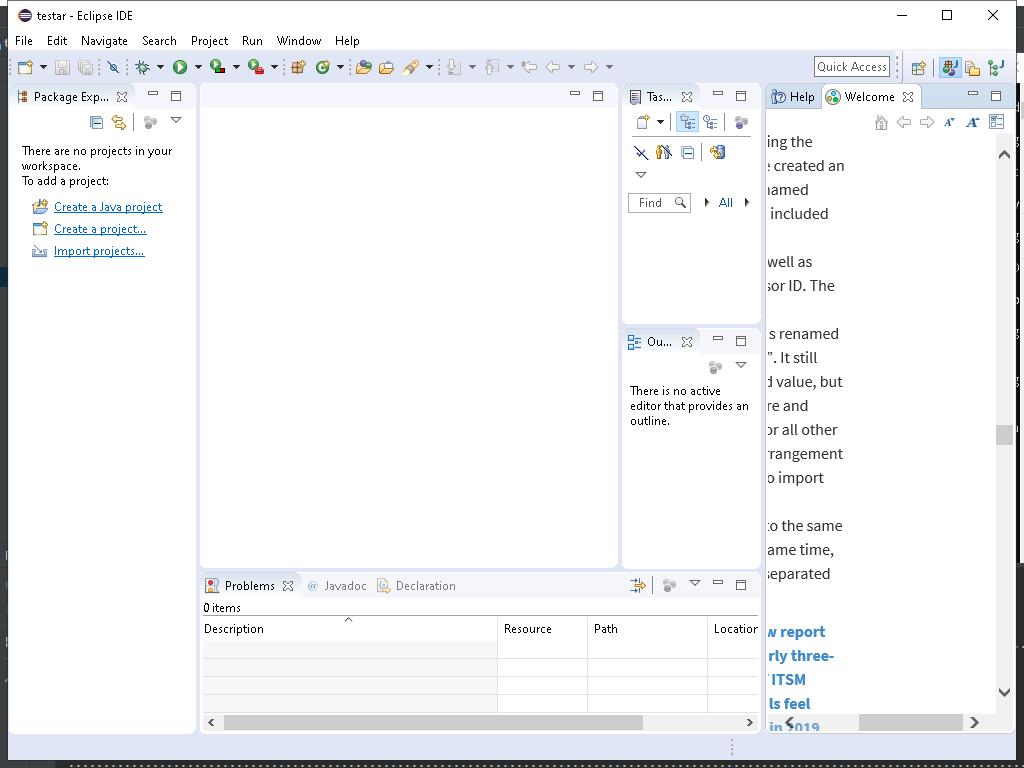 testar - Eclipse IDE
File Edit Navigate Search Project Run Window Help
Quick Access
Package Exp...
There are no projects in your
workspace.
To add a project:
Create a Java project
Create a project...
Import projects...
Tas...
Find
All
Ou...
There is no active
editor that provides an
outline.
Problems
@ Javadoc
Declaration
0 items
Description Resource Path Location
Help
Welcome
ing the
e created an
named
included
well as
sor ID. The
s renamed
”. It still
d value, but
re and
or all other
rrangement
o import
to the same
ame time,
separated
w report
rly three-
ITSM
ls feel
in 2019